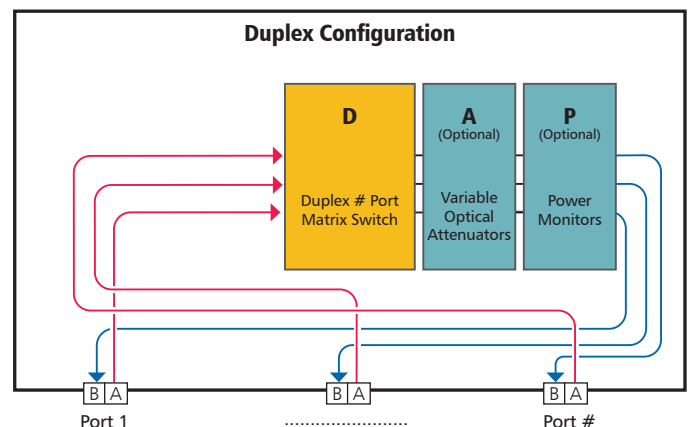 Duplex Configuration
D
Duplex # Port
Matrix Switch
A
(Optional)
Variable
Optical
Attenuators
P
(Optional)
Power
Monitors
B A
B A
B A
Port 1
........................
Port #